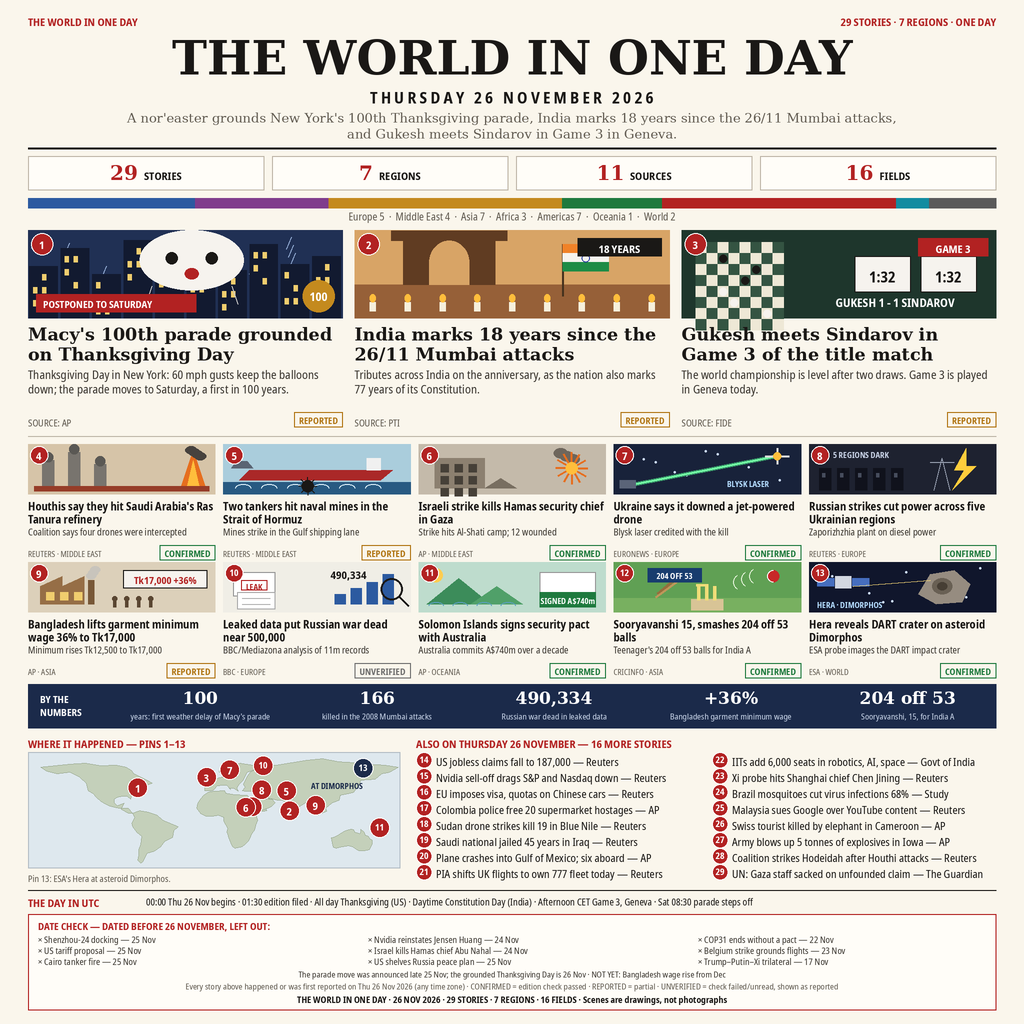 THE WORLD IN ONE DAY
29 STORIES · 7 REGIONS · ONE DAY
THE WORLD IN ONE DAY
THURSDAY 26 NOVEMBER 2026
A nor'easter grounds New York's 100th Thanksgiving parade, India marks 18 years since the 26/11 Mumbai attacks,
and Gukesh meets Sindarov in Game 3 in Geneva.
29 STORIES
7 REGIONS
11 SOURCES
16 FIELDS
Europe 5 · Middle East 4 · Asia 7 · Africa 3 · Americas 7 · Oceania 1 · World 2
1
POSTPONED TO SATURDAY
100
Macy's 100th parade grounded
on Thanksgiving Day
Thanksgiving Day in New York: 60 mph gusts keep the balloons
down; the parade moves to Saturday, a first in 100 years.
SOURCE: AP
REPORTED
2
18 YEARS
India marks 18 years since the
26/11 Mumbai attacks
Tributes across India on the anniversary, as the nation also marks
77 years of its Constitution.
SOURCE: PTI
REPORTED
3
GAME 3
1:32
1:32
GUKESH 1 - 1 SINDAROV
Gukesh meets Sindarov in
Game 3 of the title match
The world championship is level after two draws. Game 3 is played
in Geneva today.
SOURCE: FIDE
REPORTED
4
Houthis say they hit Saudi Arabia's Ras
Tanura refinery
Coalition says four drones were intercepted
REUTERS · MIDDLE EAST
CONFIRMED
5
Two tankers hit naval mines in the
Strait of Hormuz
Mines strike in the Gulf shipping lane
REUTERS · MIDDLE EAST
REPORTED
6
Israeli strike kills Hamas security chief
in Gaza
Strike hits Al-Shati camp; 12 wounded
AP · MIDDLE EAST
CONFIRMED
7
BLYSK LASER
Ukraine says it downed a jet-powered
drone
Blysk laser credited with the kill
EURONEWS · EUROPE
CONFIRMED
8
5 REGIONS DARK
Russian strikes cut power across five
Ukrainian regions
Zaporizhzhia plant on diesel power
REUTERS · EUROPE
CONFIRMED
9
Tk17,000 +36%
Bangladesh lifts garment minimum
wage 36% to Tk17,000
Minimum rises Tk12,500 to Tk17,000
AP · ASIA
REPORTED
10
LEAK
490,334
Leaked data put Russian war dead
near 500,000
BBC/Mediazona analysis of 11m records
BBC · EUROPE
UNVERIFIED
11
SIGNED A$740m
Solomon Islands signs security pact
with Australia
Australia commits A$740m over a decade
AP · OCEANIA
CONFIRMED
12
204 OFF 53
Sooryavanshi 15, smashes 204 off 53
balls
Teenager's 204 off 53 balls for India A
CRICINFO · ASIA
CONFIRMED
13
HERA · DIMORPHOS
Hera reveals DART crater on asteroid
Dimorphos
ESA probe images the DART impact crater
ESA · WORLD
CONFIRMED
BY THE
NUMBERS
100
years: first weather delay of Macy's parade
166
killed in the 2008 Mumbai attacks
490,334
Russian war dead in leaked data
+36%
Bangladesh garment minimum wage
204 off 53
Sooryavanshi, 15, for India A
WHERE IT HAPPENED — PINS 1–13
1
3
7
10
13
AT DIMORPHOS
8
5
6
2
9
11
Pin 13: ESA's Hera at asteroid Dimorphos.
ALSO ON THURSDAY 26 NOVEMBER — 16 MORE STORIES
14 US jobless claims fall to 187,000 — Reuters
15 Nvidia sell-off drags S&P and Nasdaq down — Reuters
16 EU imposes visa, quotas on Chinese cars — Reuters
17 Colombia police free 20 supermarket hostages — AP
18 Sudan drone strikes kill 19 in Blue Nile — Reuters
19 Saudi national jailed 45 years in Iraq — Reuters
20 Plane crashes into Gulf of Mexico; six aboard — AP
21 PIA shifts UK flights to own 777 fleet today — Reuters
22 IITs add 6,000 seats in robotics, AI, space — Govt of India
23 Xi probe hits Shanghai chief Chen Jining — Reuters
24 Brazil mosquitoes cut virus infections 68% — Study
25 Malaysia sues Google over YouTube content — Reuters
26 Swiss tourist killed by elephant in Cameroon — AP
27 Army blows up 5 tonnes of explosives in Iowa — AP
28 Coalition strikes Hodeidah after Houthi attacks — Reuters
29 UN: Gaza staff sacked on unfounded claim — The Guardian
THE DAY IN UTC
00:00 Thu 26 Nov begins · 01:30 edition filed · All day Thanksgiving (US) · Daytime Constitution Day (India) · Afternoon CET Game 3, Geneva · Sat 08:30 parade steps off
DATE CHECK — DATED BEFORE 26 NOVEMBER, LEFT OUT:
× Shenzhou-24 docking — 25 Nov
× US tariff proposal — 25 Nov
× Cairo tanker fire — 25 Nov
× Nvidia reinstates Jensen Huang — 24 Nov
× Israel kills Hamas chief Abu Nahal — 24 Nov
× US shelves Russia peace plan — 25 Nov
× COP31 ends without a pact — 22 Nov
× Belgium strike grounds flights — 23 Nov
× Trump–Putin–Xi trilateral — 17 Nov
The parade move was announced late 25 Nov; the grounded Thanksgiving Day is 26 Nov · NOT YET: Bangladesh wage rise from Dec
Every story above happened or was first reported on Thu 26 Nov 2026 (any time zone) · CONFIRMED = edition check passed · REPORTED = partial · UNVERIFIED = check failed/unread, shown as reported
THE WORLD IN ONE DAY · 26 NOV 2026 · 29 STORIES · 7 REGIONS · 16 FIELDS · Scenes are drawings, not photographs